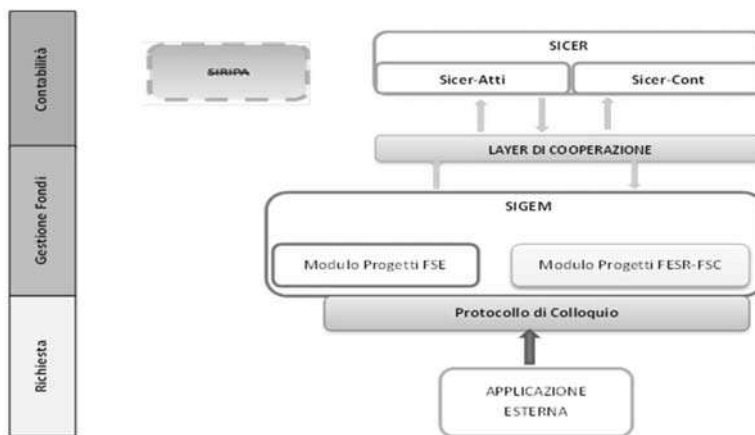 Contabilità
SIRIPA
SICER
Sicer-Atti
Sicer-Cont
LAYER DI COOPERAZIONE
Gestione Fondi
SIGEM
Modulo Progetti FSE
Modulo Progetti FESR-FSC
Protocollo di Colloquio
Richiesta
APPLICAZIONE
ESTERNA